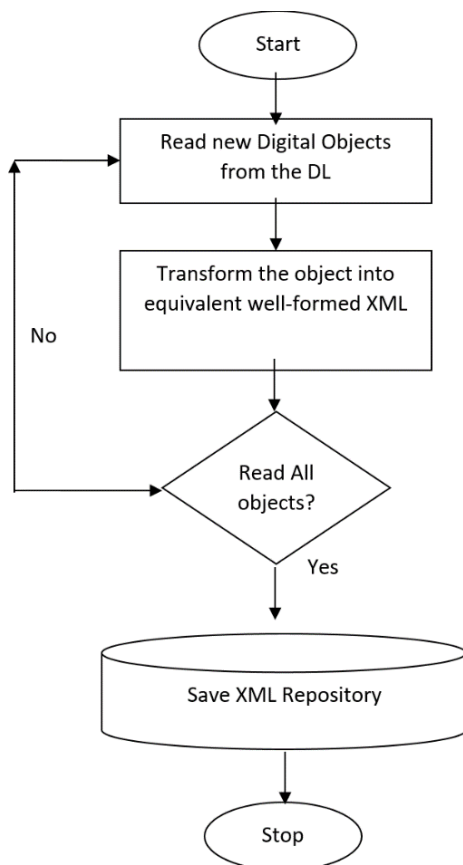 Start
Read new Digital Objects
from the DL
Transform the object into
equivalent well-formed XML
No
Read All
objects?
Yes
Save XML Repository
Stop